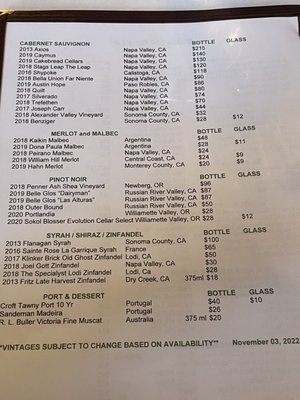 CABERNET SAUVIGNON BOTTLE GLASS
2013 Axios Napa Valley, CA $215
2019 Caymus Napa Valley, CA $140
2019 Cakebread Cellars Napa Valley, CA $130
2018 Stags Leap The Leap Napa Valley, CA $120
2016 Shypoke Calistoga, CA $118
2018 Bella Union Far Niente Napa Valley, CA $90
2019 Austin Hope Paso Robles, CA $86
2018 Quilt Napa Valley, CA $80
2017 Silverado Napa Valley, CA $74
2018 Trefethen Napa Valley, CA $70
2017 Joseph Carr Napa Valley, CA $44
2018 Alexander Valley Vineyard Sonoma County, CA $32
2018 Benziger Sonoma County, CA $28 $12
MERLOT and MALBEC BOTTLE GLASS
2018 Kaikin Malbec Argentina $48
2019 Dona Paula Malbec Argentina $28 $11
2018 Peirano Malbec Napa Valley, CA $24
2018 William Hill Merlot Central Coast, CA $24 $9
2019 Hahn Merlot Monterey County, CA $20 $9
PINOT NOIR BOTTLE GLASS
2018 Penner Ash Shea Vineyard Newberg, OR $96
2019 Belle Glos "Dairyman" Russian River Valley, CA $87
2019 Belle Glos "Las Alturas" Russian River Valley, CA $87
2018 Outer Bound Russian River Valley, CA $50
2020 Portlandia Willamette Valley, OR $28
2020 Sokol Blosser Evolution Cellar Select Willamette Valley, OR $28 $12
SYRAH / SHIRAZ / ZINFANDEL BOTTLE GLASS
2013 Flanagan Syrah Sonoma County, CA $100
2016 Sainte Rose La Garrique Syrah France $65
2017 Klinker Brick Old Ghost Zinfandel Lodi, CA $50
2018 Joel Gott Zinfandel Napa Valley, CA $30
2018 The Specialyst Lodi Zinfandel Lodi, Ca $28
2013 Fritz Late Harvest Zinfandel Dry Creek, CA 375ml $18
PORT & DESSERT BOTTLE GLASS
Croft Tawny Port 10 Yr Portugal $40 $10
Sandeman Madeira Portugal $26
R. L. Buller Victoria Fine Muscat Australia 375 ml $20
*VINTAGES SUBJECT TO CHANGE BASED ON AVAILABILITY** November 03, 2022